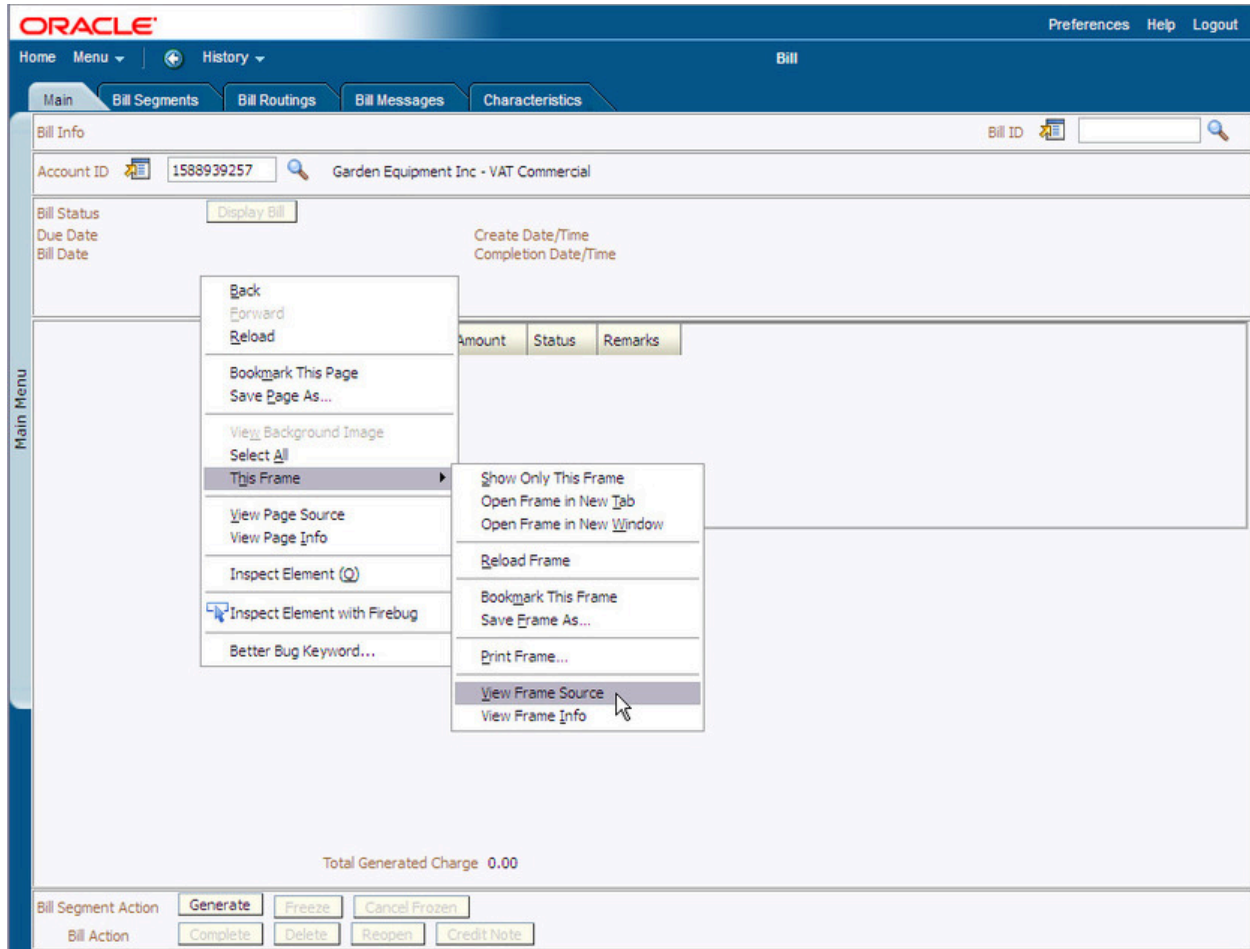 ORACLE
Preferences Help Logout
Home Menu History Bill
Main Bill Segments Bill Routings Bill Messages Characteristics
Bill Info Bill ID
Account ID 1588939257 Garden Equipment Inc - VAT Commercial
Bill Status Display Bill
Due Date Create Date/Time
Bill Date Completion Date/Time
Main Menu
Amount Status Remarks
Back
Forward
Reload
Bookmark This Page
Save Page As...
View Background Image
Select All
This Frame
View Page Source
View Page Info
Inspect Element (Q)
Inspect Element with Firebug
Better Bug Keyword...
Show Only This Frame
Open Frame in New Tab
Open Frame in New Window
Reload Frame
Bookmark This Frame
Save Frame As...
Print Frame...
View Frame Source
View Frame Info
Total Generated Charge 0.00
Bill Segment Action Generate Freeze Cancel Frozen
Bill Action Complete Delete Reopen Credit Note